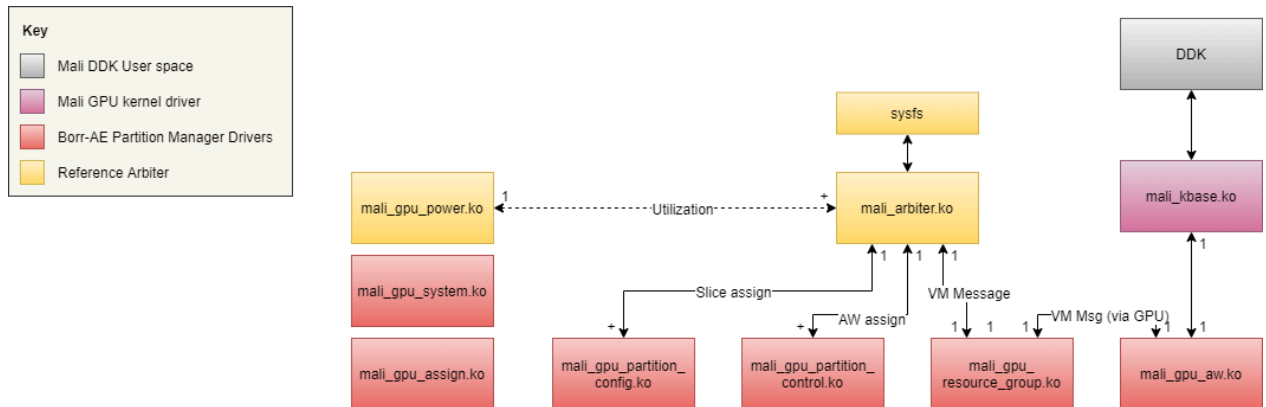 Key
Mali DDK User space
Mali GPU kernel driver
Borr-AE Partition Manager Drivers
Reference Arbiter
DDK
sysfs
mali_gpu_power.ko
1
Utilization
+
mali_arbiter.ko
mali_kbase.ko
1
1
1
1
mali_gpu_system.ko
Slice assign
VM Message
+
AW assign
+
1
1
1
VM Msg (via GPU)
1
1
mali_gpu_assign.ko
mali_gpu_partition_
config.ko
mali_gpu_partition_
control.ko
mali_gpu_
resource_group.ko
mali_gpu_aw.ko